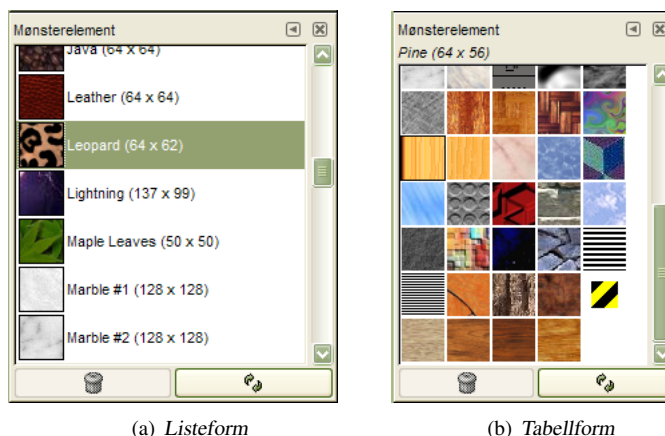 Mønsterelement
Java (64 x 64)
Leather (64 x 64)
Leopard (64 x 62)
Lightning (137 x 99)
Maple Leaves (50 x 50)
Marble #1 (128 x 128)
Marble #2 (128 x 128)
(a) Listeform
Mønsterelement
Pine (64 x 56)
(b) Tabellform